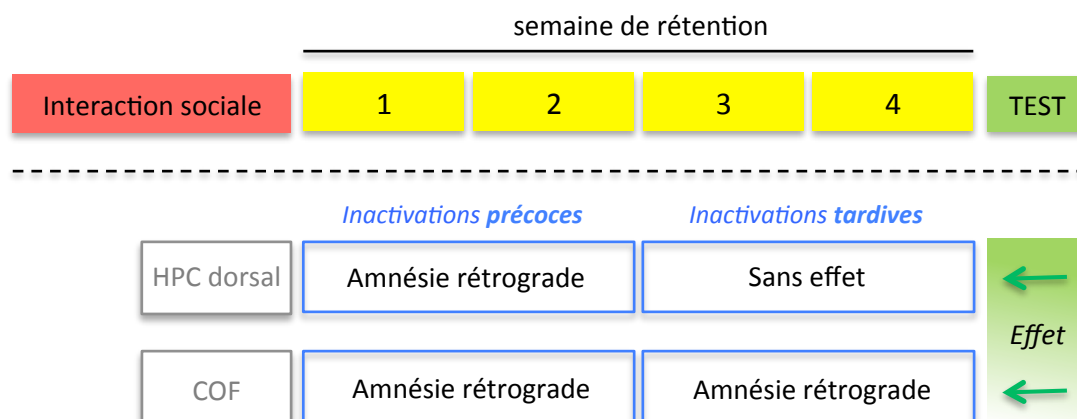 semaine de rétention
Interaction sociale 1 2 3 4 TEST
Inactivations précoces Inactivations tardives
HPC dorsal Amnésie rétrograde Sans effet
Effet
COF Amnésie rétrograde Amnésie rétrograde